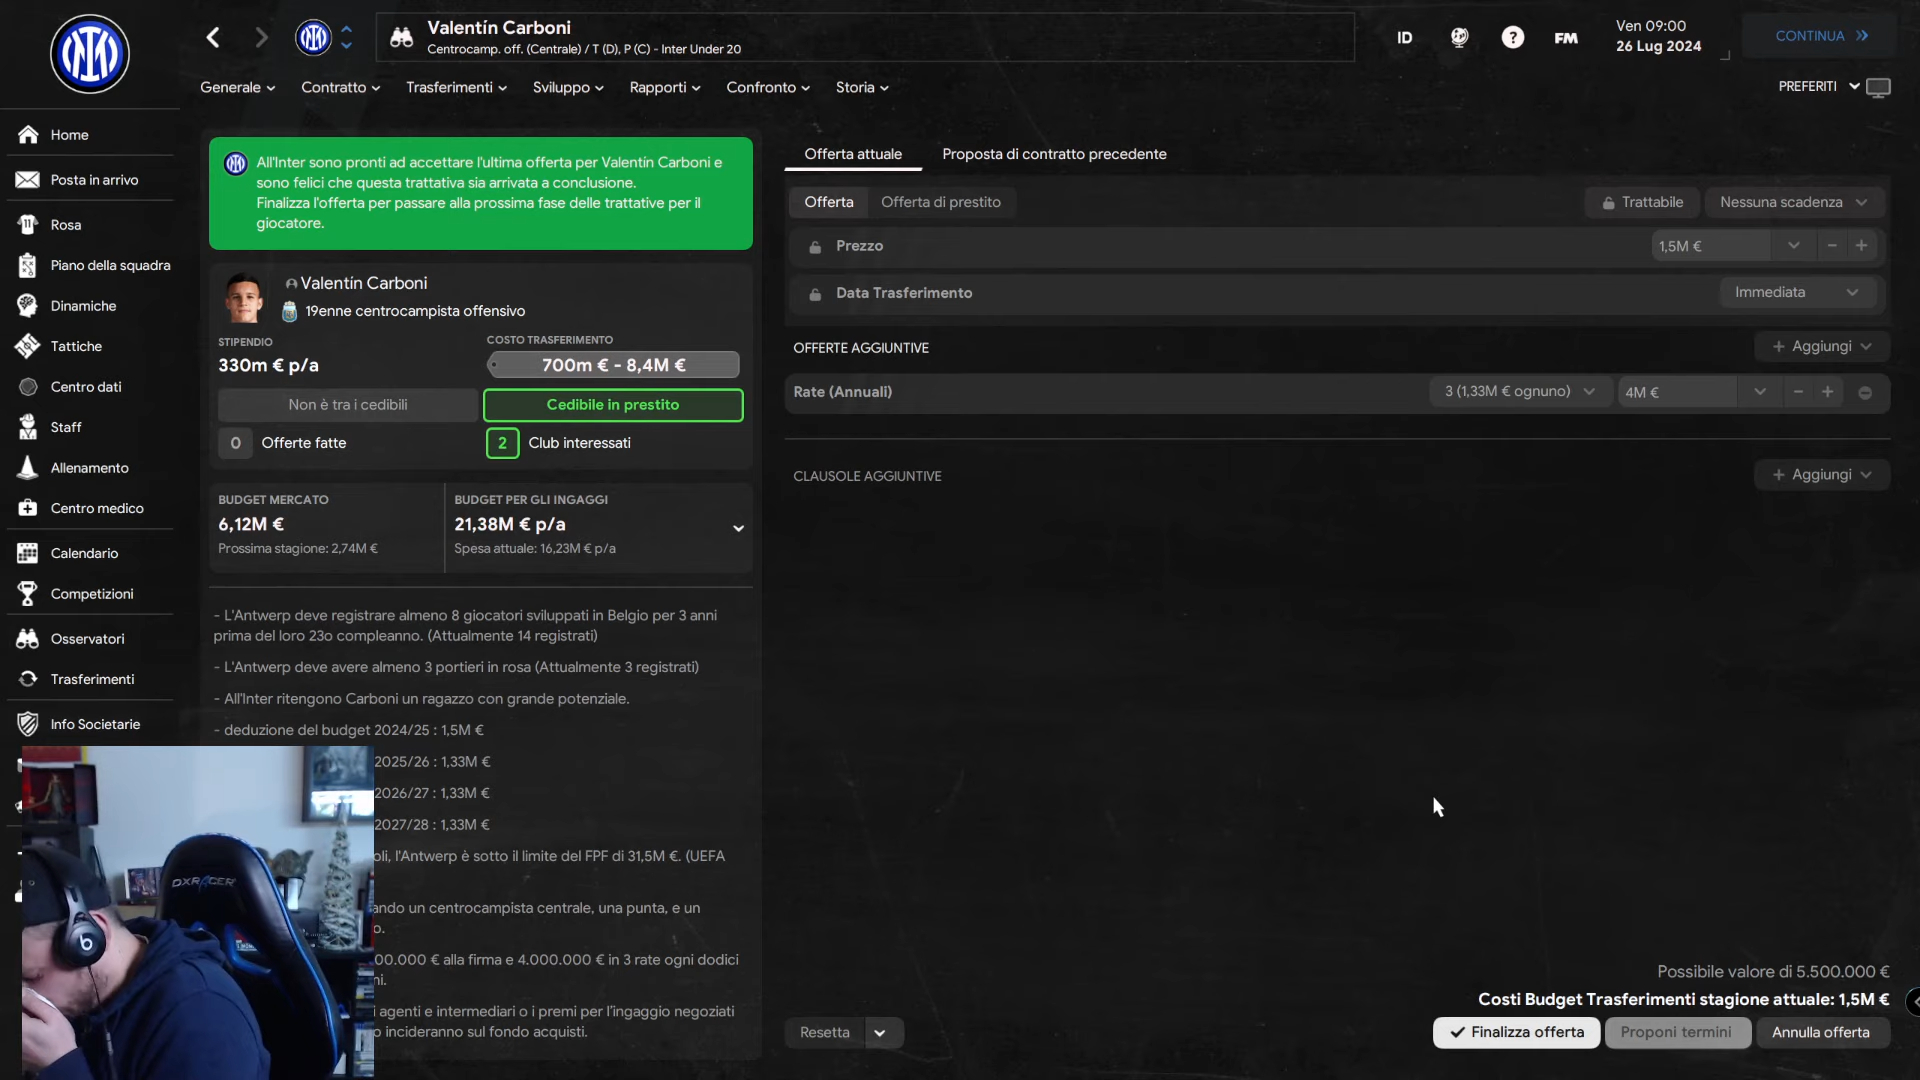 Valentín Carboni
Centrocamp. off. (Centrale) / T (D), P (C) - Inter Under 20
ID
FM
Ven 09:00
26 Lug 2024
CONTINUA
Generale
Contratto
Trasferimenti
Sviluppo
Rapporti
Confronto
Storia
PREFERITI
Home
Posta in arrivo
Rosa
Piano della squadra
Dinamiche
Tattiche
Centro dati
Staff
Allenamento
Centro medico
Calendario
Competizioni
Osservatori
Trasferimenti
Info Societarie
All'Inter sono pronti ad accettare l'ultima offerta per Valentín Carboni e
sono felici che questa trattativa sia arrivata a conclusione.
Finalizza l'offerta per passare alla prossima fase delle trattative per il
giocatore.
Valentín Carboni
19enne centrocampista offensivo
STIPENDIO
330m € p/a
COSTO TRASFERIMENTO
700m € - 8,4M €
Non è tra i cedibili
Cedibile in prestito
0 Offerte fatte
2 Club interessati
BUDGET MERCATO
6,12M €
Prossima stagione: 2,74M €
BUDGET PER GLI INGAGGI
21,38M € p/a
Spesa attuale: 16,23M € p/a
- L'Antwerp deve registrare almeno 8 giocatori sviluppati in Belgio per 3 anni
prima del loro 23o compleanno. (Attualmente 14 registrati)
- L'Antwerp deve avere almeno 3 portieri in rosa (Attualmente 3 registrati)
- All'Inter ritengono Carboni un ragazzo con grande potenziale.
- deduzione del budget 2024/25 : 1,5M €
2025/26 : 1,33M €
2026/27 : 1,33M €
2027/28 : 1,33M €
oli, l'Antwerp è sotto il limite del FPF di 31,5M €. (UEFA
ando un centrocampista centrale, una punta, e un
o.
00.000 € alla firma e 4.000.000 € in 3 rate ogni dodici
ni.
i agenti e intermediari o i premi per l'ingaggio negoziati
o incideranno sul fondo acquisti.
DXRACER
Offerta attuale
Proposta di contratto precedente
Offerta
Offerta di prestito
Trattabile
Nessuna scadenza
Prezzo
1,5M €
Data Trasferimento
Immediata
OFFERTE AGGIUNTIVE
+ Aggiungi
Rate (Annuali)
3 (1,33M € ognuno)
4M €
CLAUSOLE AGGIUNTIVE
+ Aggiungi
Possibile valore di 5.500.000 €
Costi Budget Trasferimenti stagione attuale: 1,5M €
Resetta
Finalizza offerta
Proponi termini
Annulla offerta